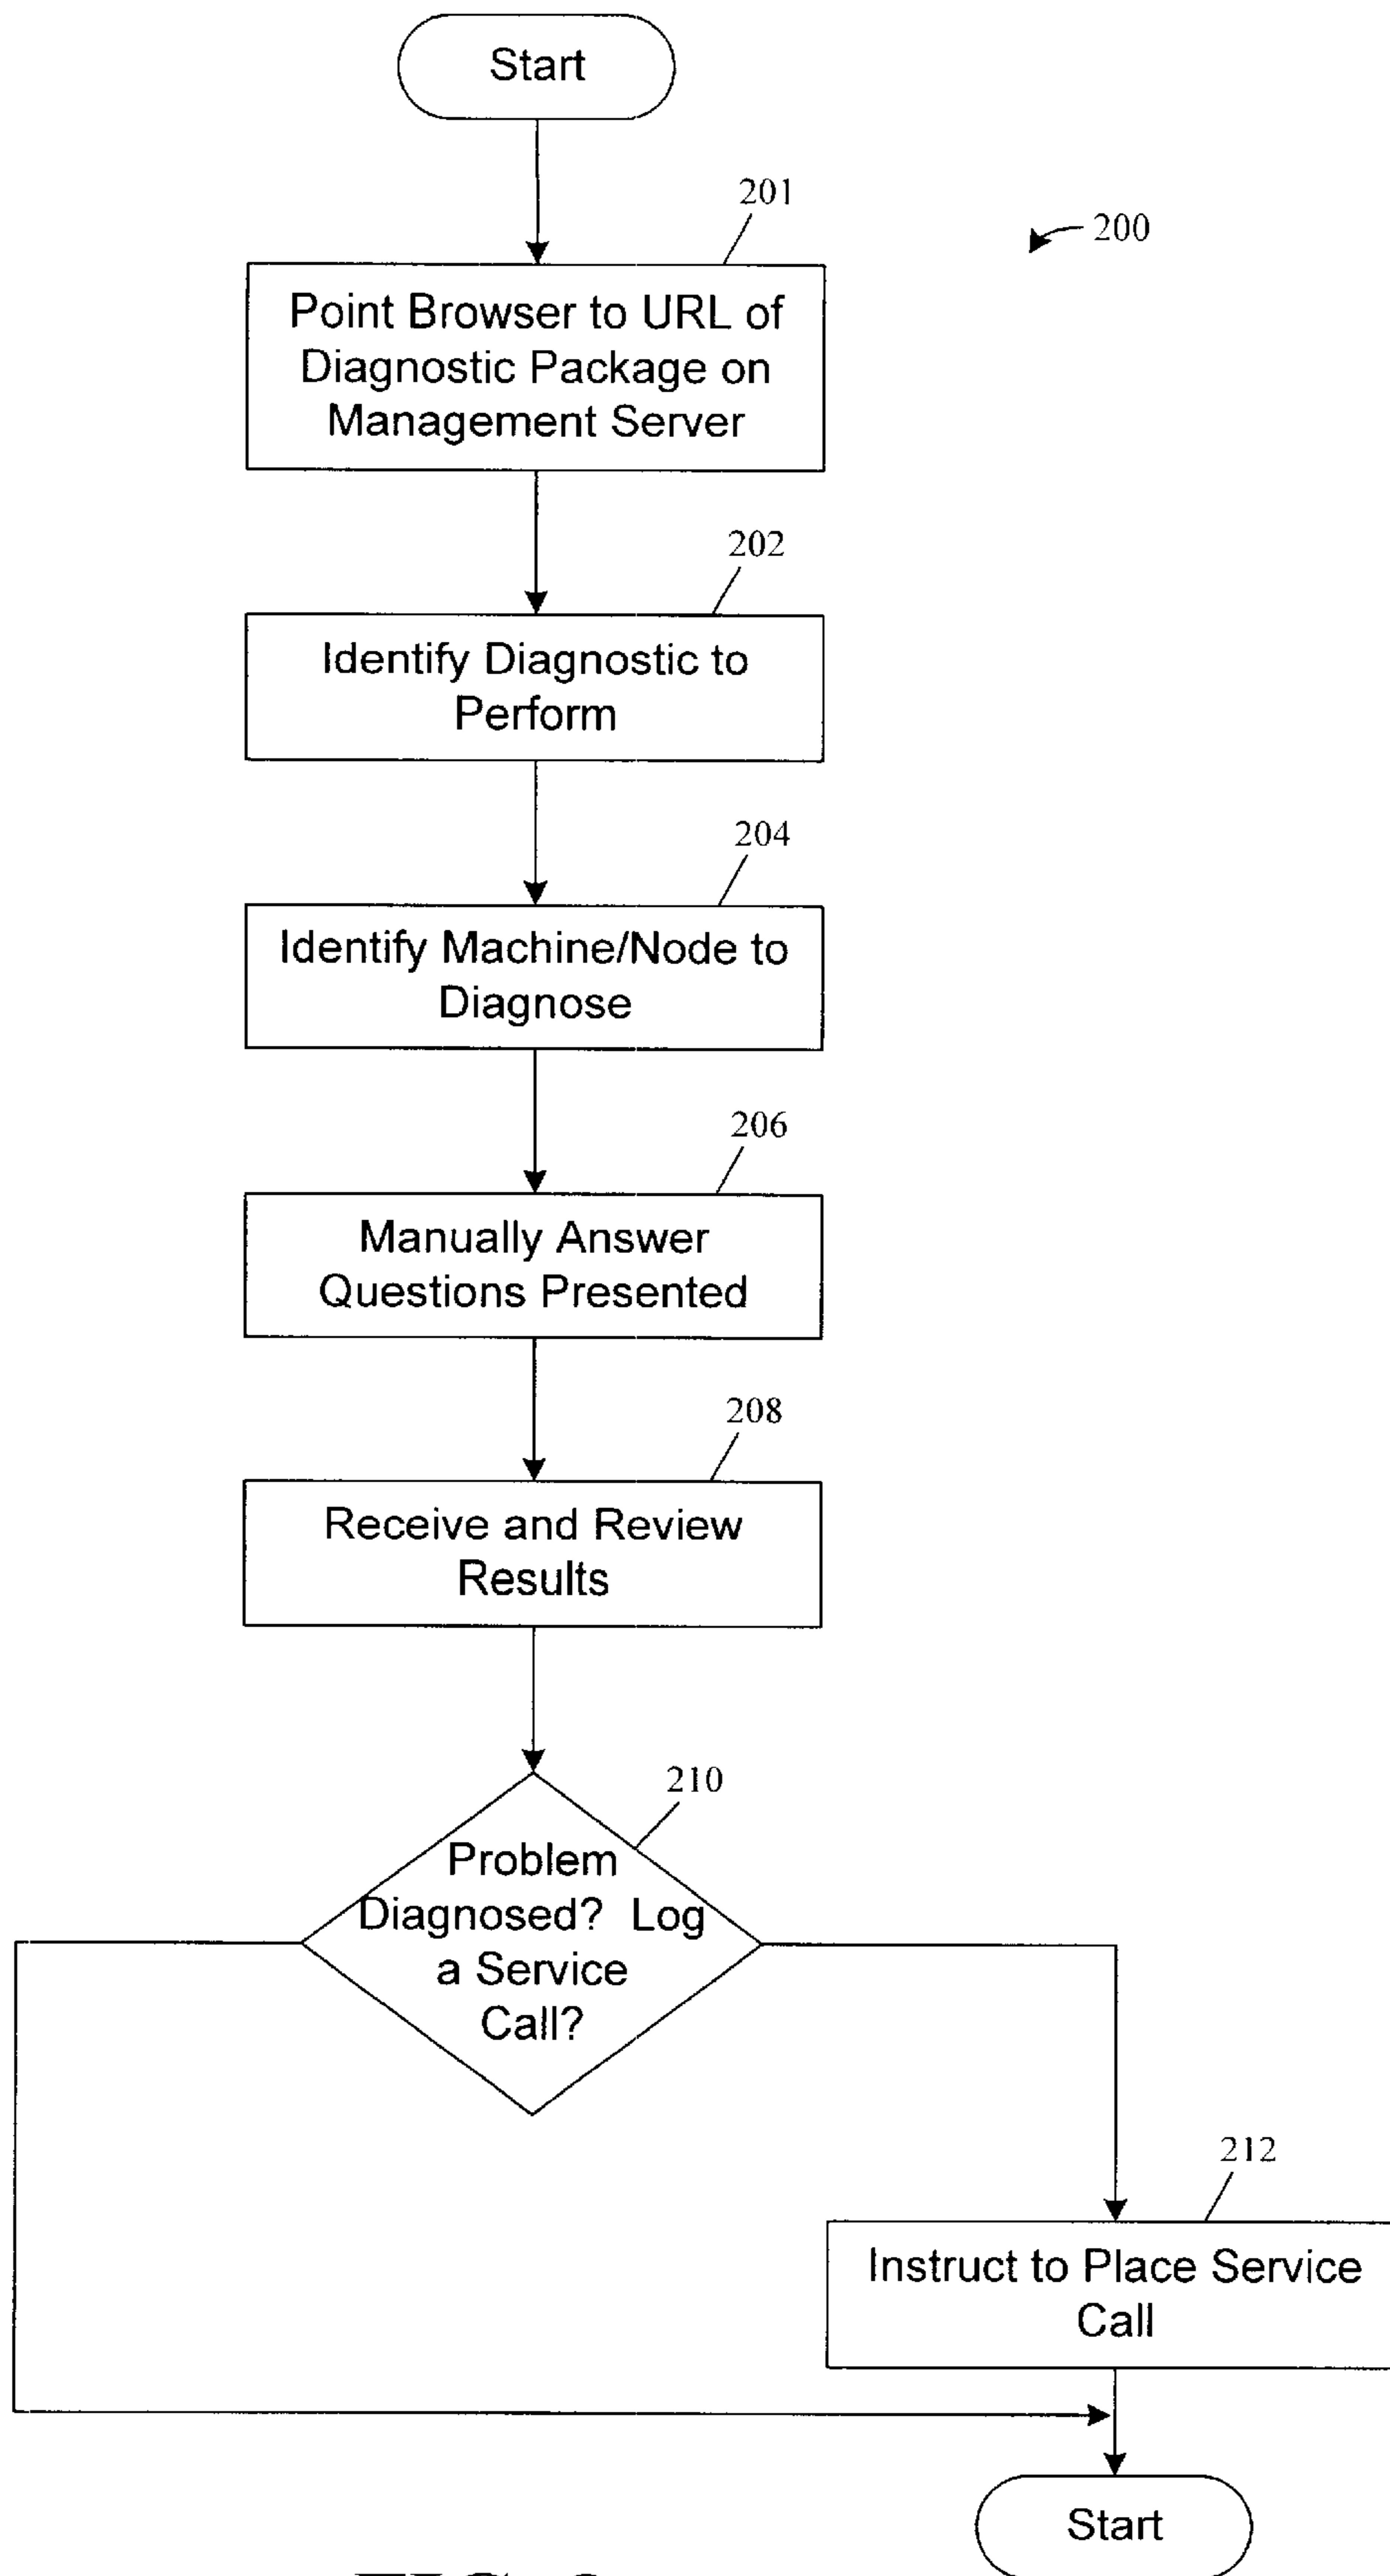 Start
201
200
Point Browser to URL of
Diagnostic Package on
Management Server
202
Identify Diagnostic to
Perform
204
Identify Machine/Node to
Diagnose
206
Manually Answer
Questions Presented
208
Receive and Review
Results
210
Problem
Diagnosed? Log
a Service
Call?
212
Instruct to Place Service
Call
Start